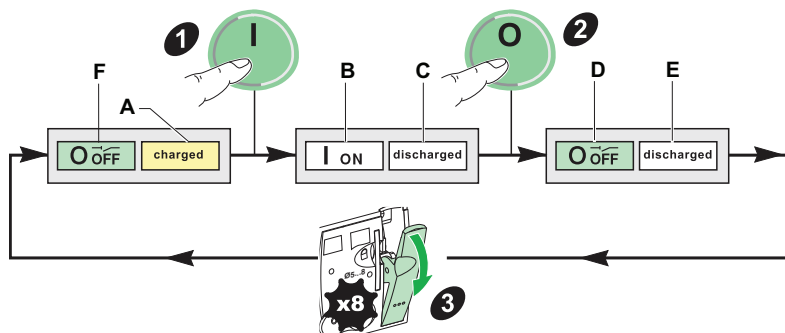 1
I
O
2
F
A
B
C
D
E
O OFF
charged
I ON
discharged
O OFF
discharged
Ø5...8
x8
3